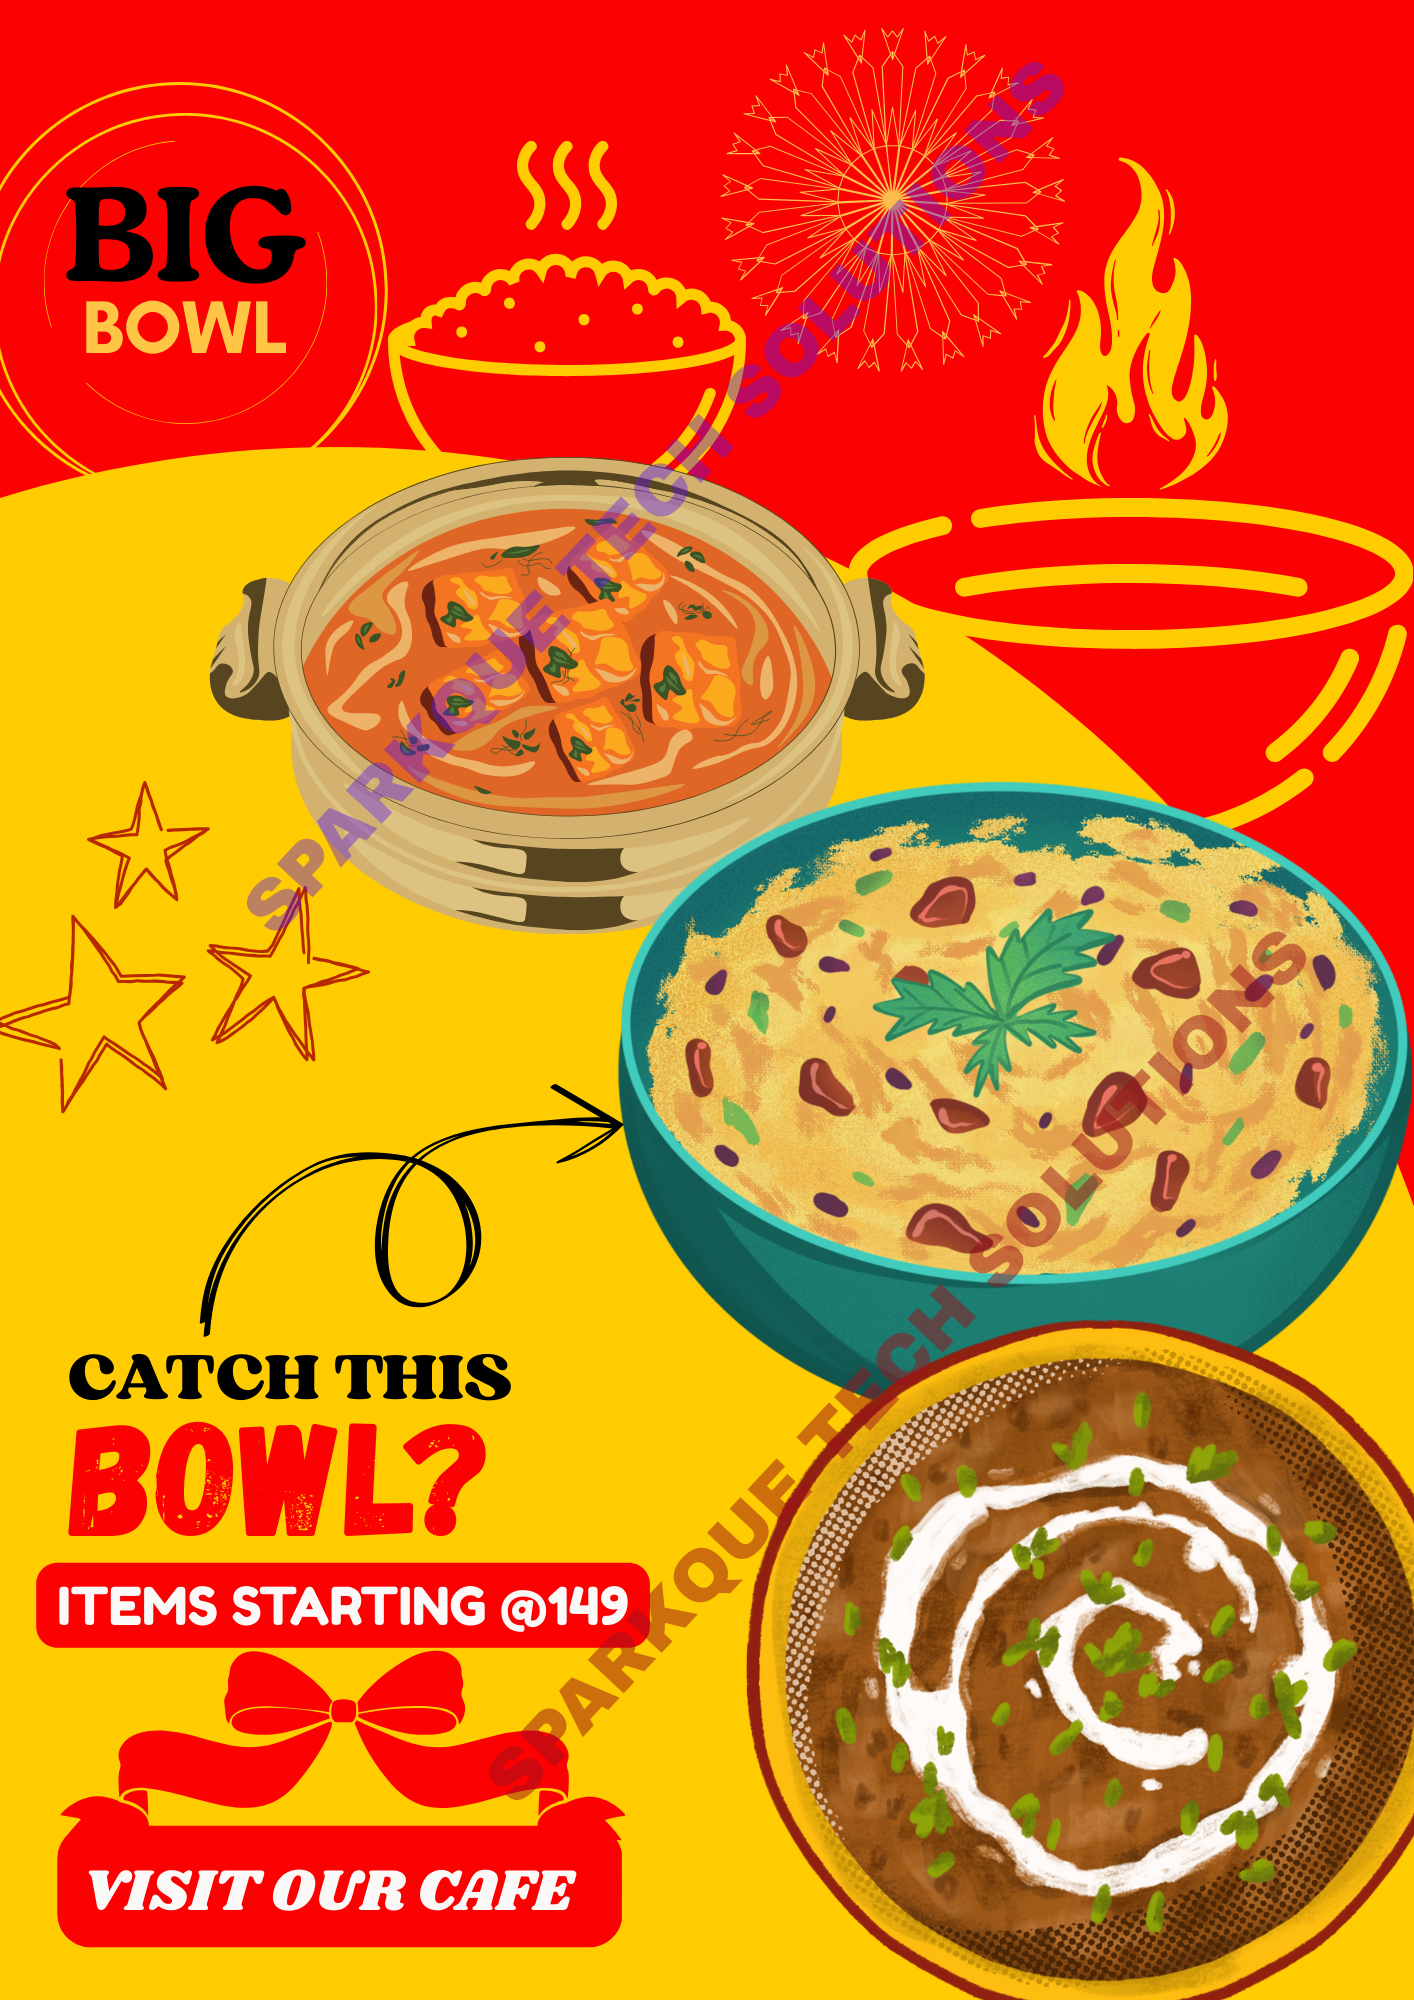 BIG
BOWL
SPARKQUE TECH SOLUTIONS
SPARKQUE TECH SOLUTIONS
CATCH THIS
BOWL?
ITEMS STARTING @149
VISIT OUR CAFE